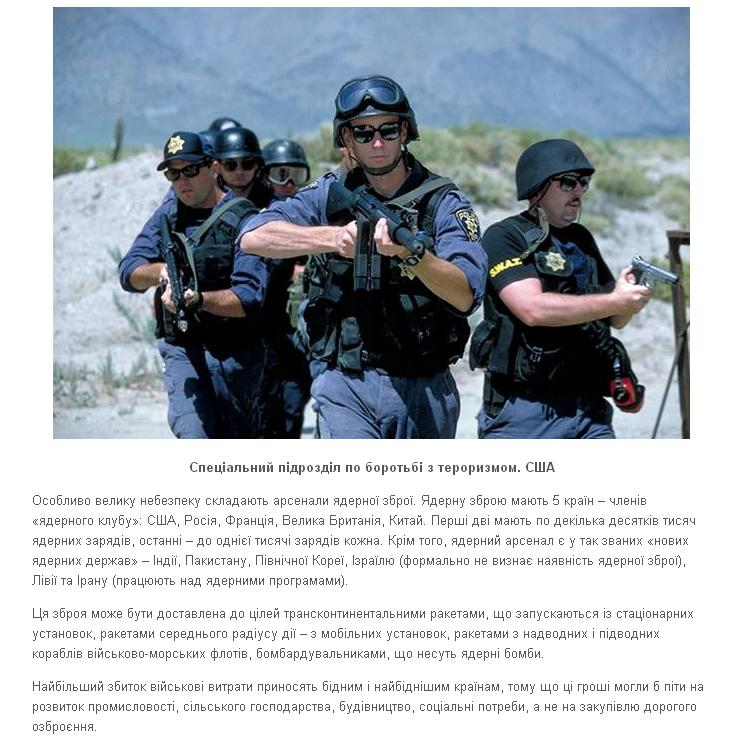 S.W.A.T.
Спеціальний підрозділ по боротьбі з тероризмом. США
Особливо велику небезпеку складають арсенали ядерної зброї. Ядерну зброю мають 5 країн – членів
«ядерного клубу»: США, Росія, Франція, Велика Британія, Китай. Перші дві мають по декілька десятків тисяч
ядерних зарядів, останні – до однієї тисячі зарядів кожна. Крім того, ядерний арсенал є у так званих «нових
ядерних держав» – Індії, Пакистану, Північної Кореї, Ізраїлю (формально не визнає наявність ядерної зброї),
Лівії та Ірану (працюють над ядерними програмами).
Ця зброя може бути доставлена до цілей трансконтинентальними ракетами, що запускаються із стаціонарних
установок, ракетами середнього радіусу дії – з мобільних установок, ракетами з надводних і підводних
кораблів військово-морських флотів, бомбардувальниками, що несуть ядерні бомби.
Найбільший збиток військові витрати приносять бідним і найбіднішим країнам, тому що ці гроші могли б піти на
розвиток промисловості, сільського господарства, будівництво, соціальні потреби, а не на закупівлю дорогого
озброєння.